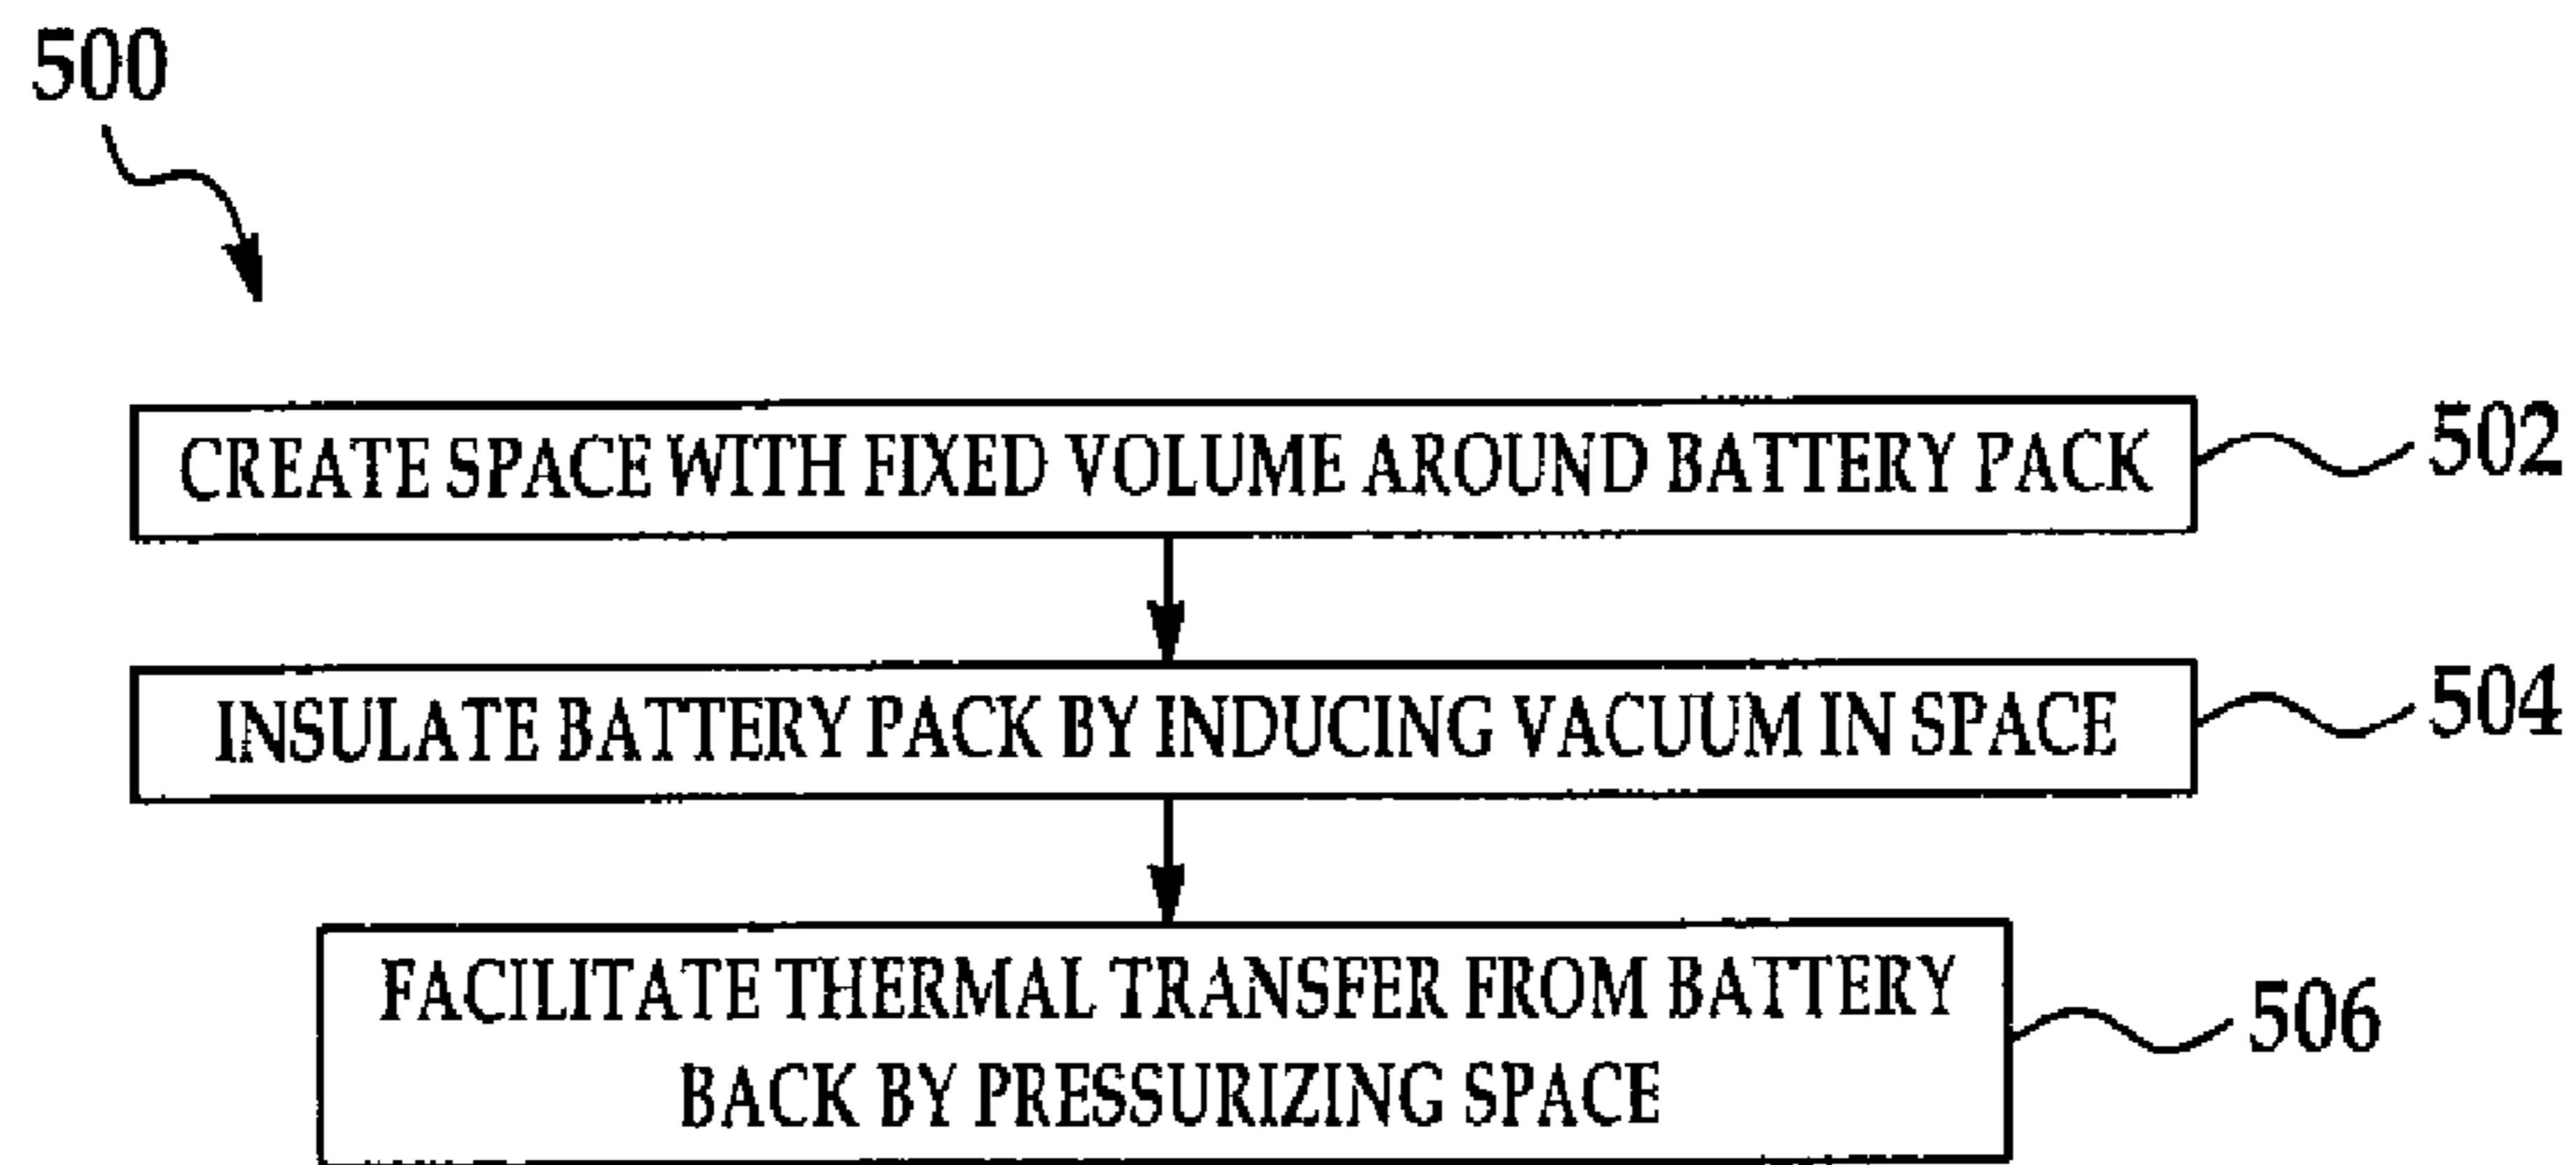 500
CREATE SPACE WITH FIXED VOLUME AROUND BATTERY PACK
502
INSULATE BATTERY PACK BY INDUCING VACUUM IN SPACE
504
FACILITATE THERMAL TRANSFER FROM BATTERY
BACK BY PRESSURIZING SPACE
506